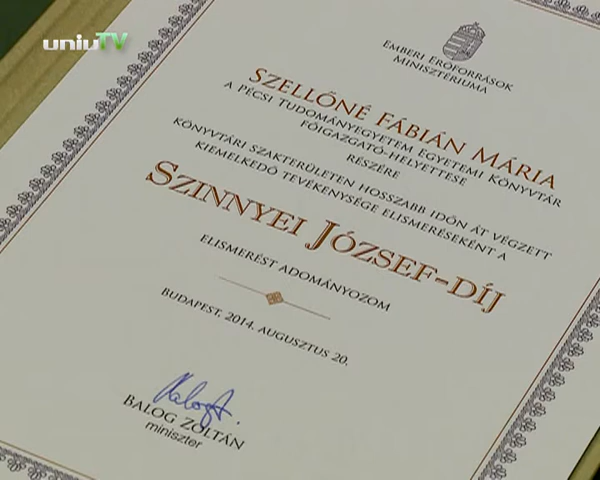 uniuTV
EMBERI ERŐFORRÁSOK
MINISZTÉRIUMA
SZELLŐNÉ FÁBIÁN MÁRIA
A PÉCSI TUDOMÁNYEGYETEM EGYETEMI KÖNYVTÁR
FŐIGAZGATÓ-HELYETTESE
RÉSZÉRE
KÖNYVTÁRI SZAKTERÜLETEN HOSSZABB IDŐN ÁT VÉGZETT
KIEMELKEDŐ TEVÉKENYSÉGE ELISMERÉSEKÉNT A
SZINNYEI JÓZSEF-DÍJ
ELISMERÉST ADOMÁNYOZOM
BUDAPEST, 2014. AUGUSZTUS 20.
BALOG ZOLTÁN
miniszter